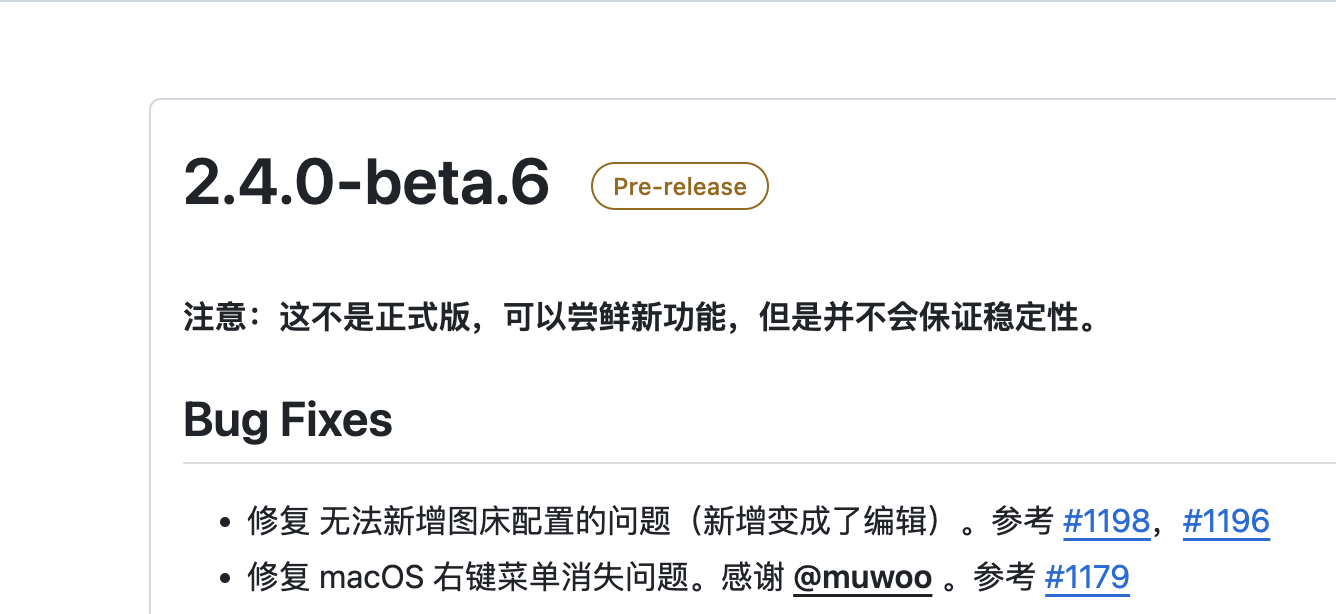 2.4.0-beta.6 Pre-release
注意：这不是正式版，可以尝鲜新功能，但是并不会保证稳定性。
Bug Fixes
• 修复 无法新增图床配置的问题（新增变成了编辑）。参考 #1198，#1196
• 修复 macOS 右键菜单消失问题。感谢 @muwoo 。参考 #1179